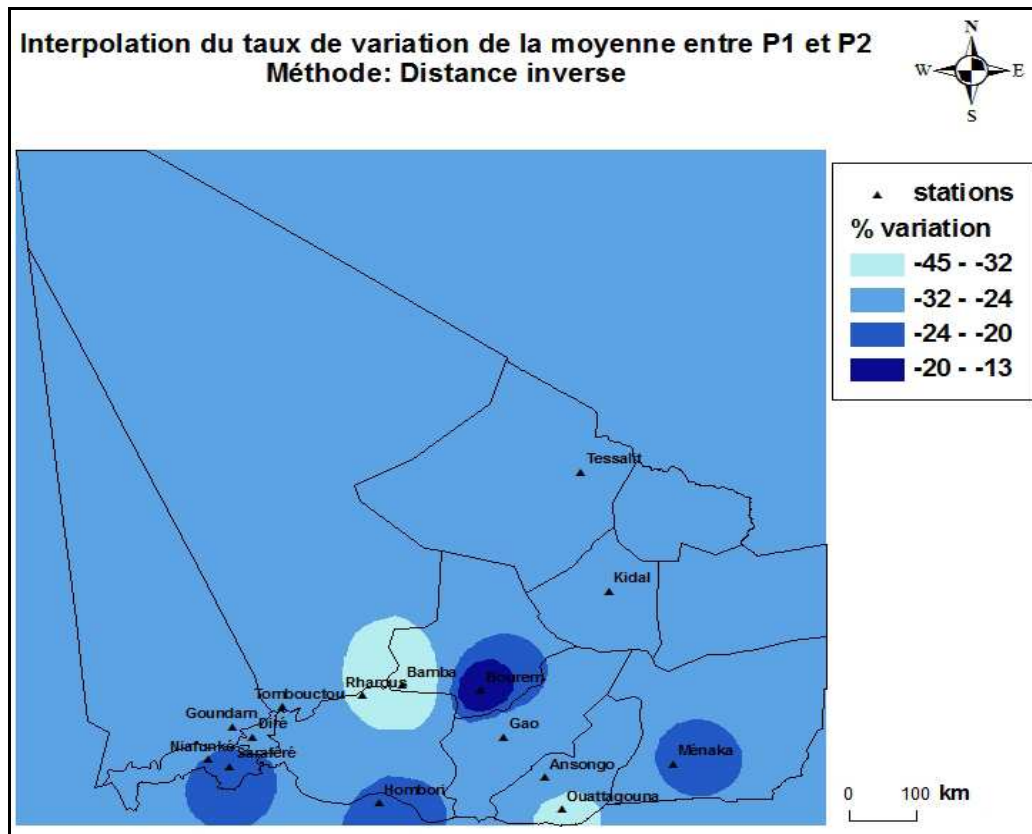 Interpolation du taux de variation de la moyenne entre P1 et P2
Méthode: Distance inverse
N
W E
S
stations
% variation
-45 - -32
-32 - -24
-24 - -20
-20 - -13
Tessalit
Kidal
Bamba
Rharous
Bourem
Tombouctou
Goundam
Diré
Gao
Niafunké
Saraféré
Ménaka
Ansongo
Hombori
Ouattagouna
0 100 km